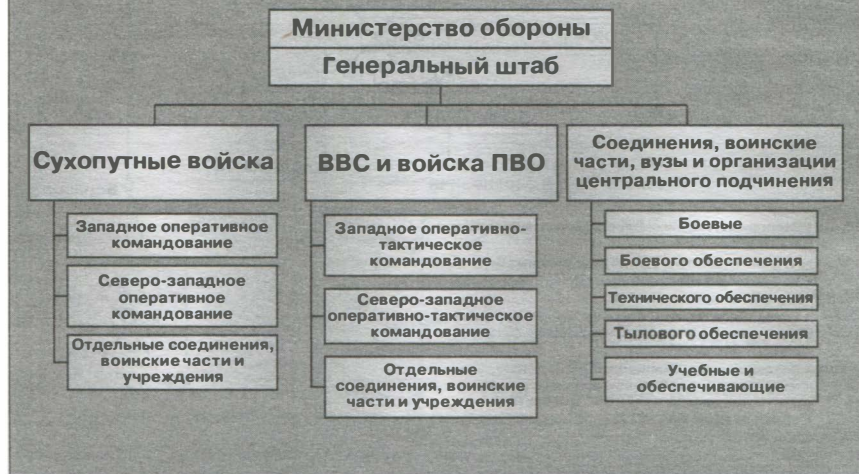 Министерство обороны
Генеральный штаб
Сухопутные войска
Западное оперативное
командование
Северо-западное
оперативное
командование
Отдельные соединения,
воинские части и
учреждения
ВВС и войска ПВО
Западное оперативно-
тактическое
командование
Северо-западное
оперативно-тактическое
командование
Отдельные
соединения, воинские
части и учреждения
Соединения, воинские
части, вузы и организации
центрального подчинения
Боевые
Боевого обеспечения
Технического обеспечения
Тылового обеспечения
Учебные и
обеспечивающие